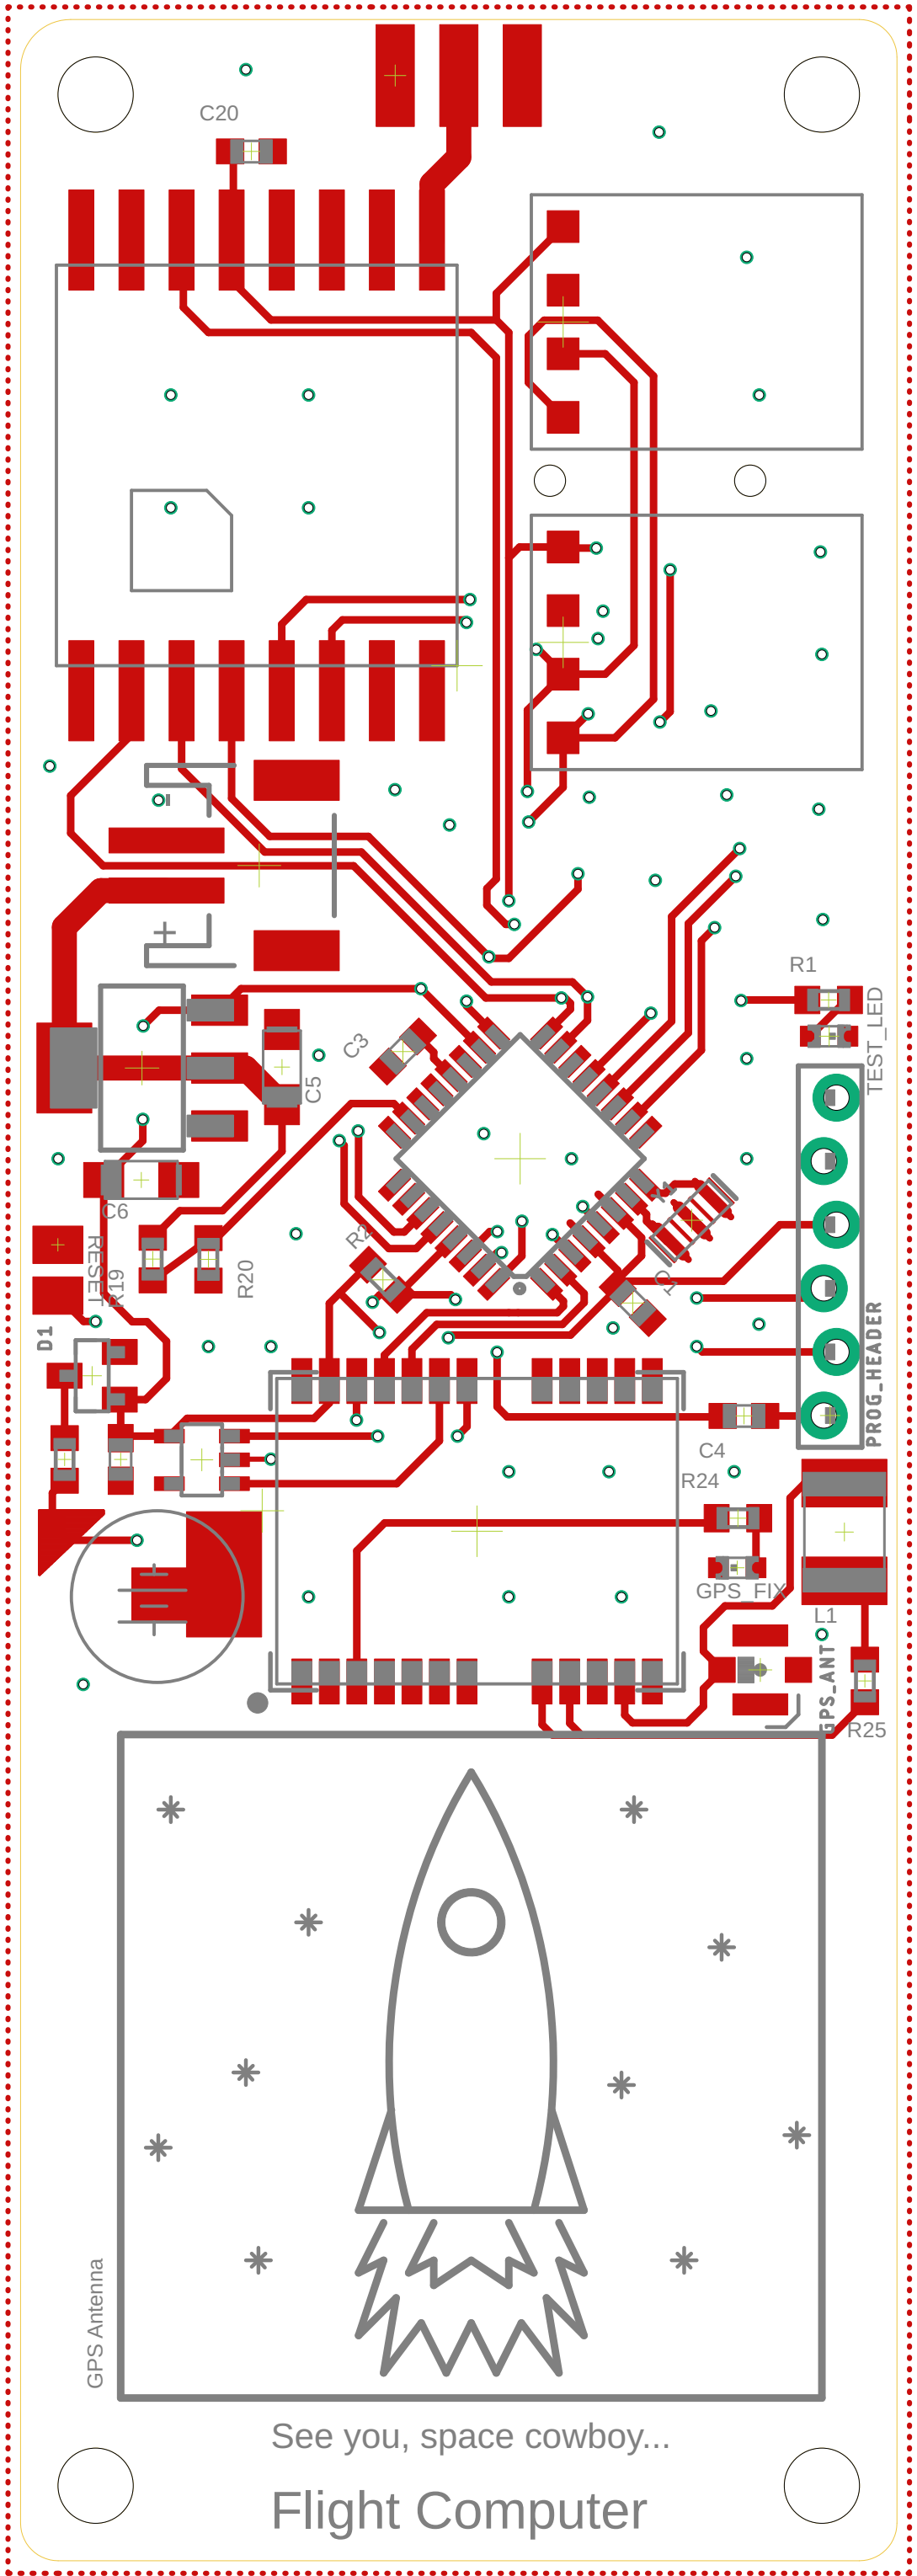 C20
-
+
R1
TEST_LED
C3
C5
C6
RESET
R19
R20
R2
C1
D1
PROG_HEADER
C4
R24
GPS_FIX
L1
GPS_ANT
R25
GPS Antenna
See you, space cowboy...
Flight Computer